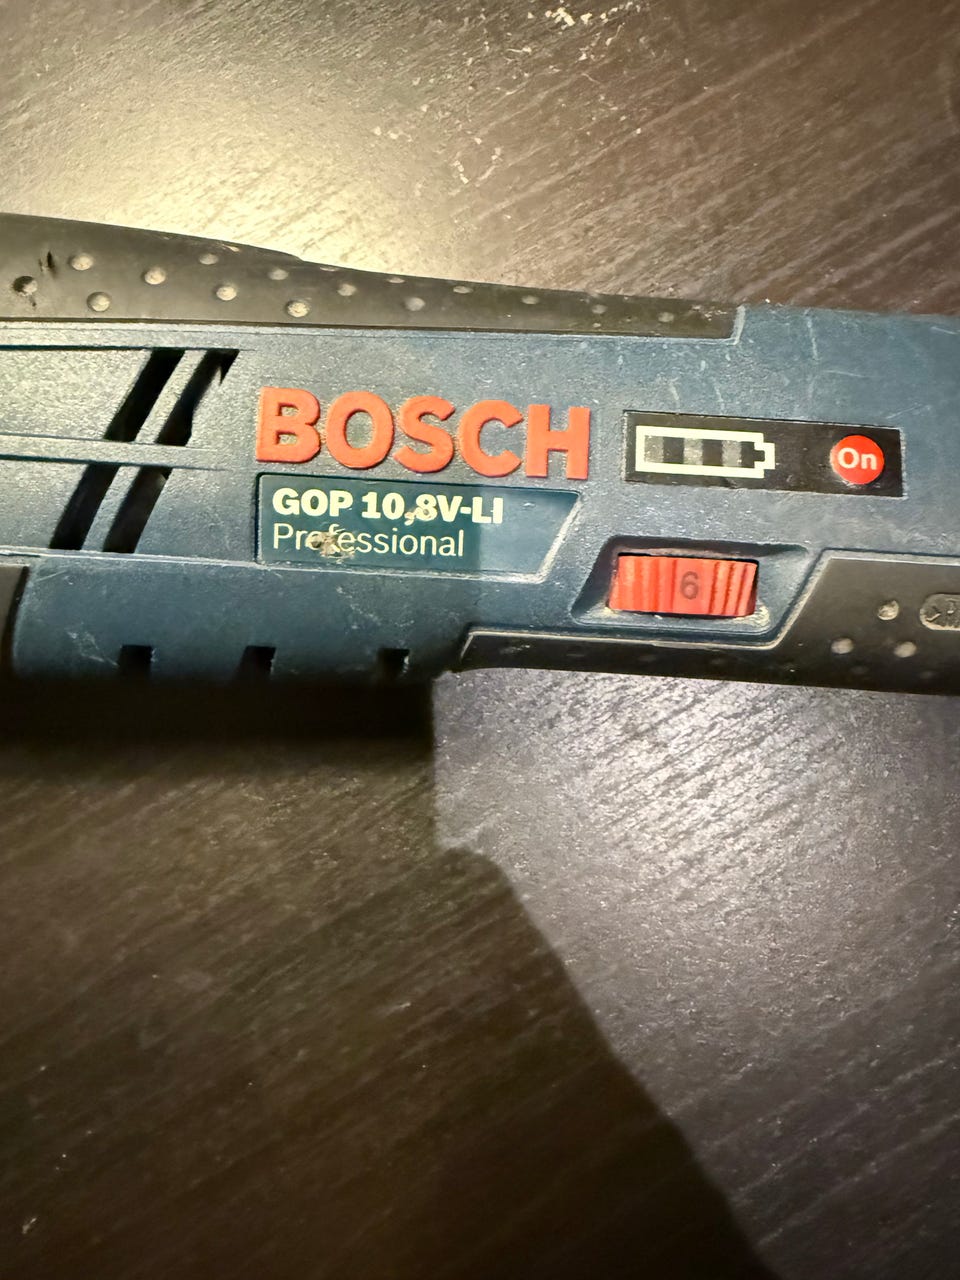 BOSCH
GOP 10,8V-LI
Professional
On
6